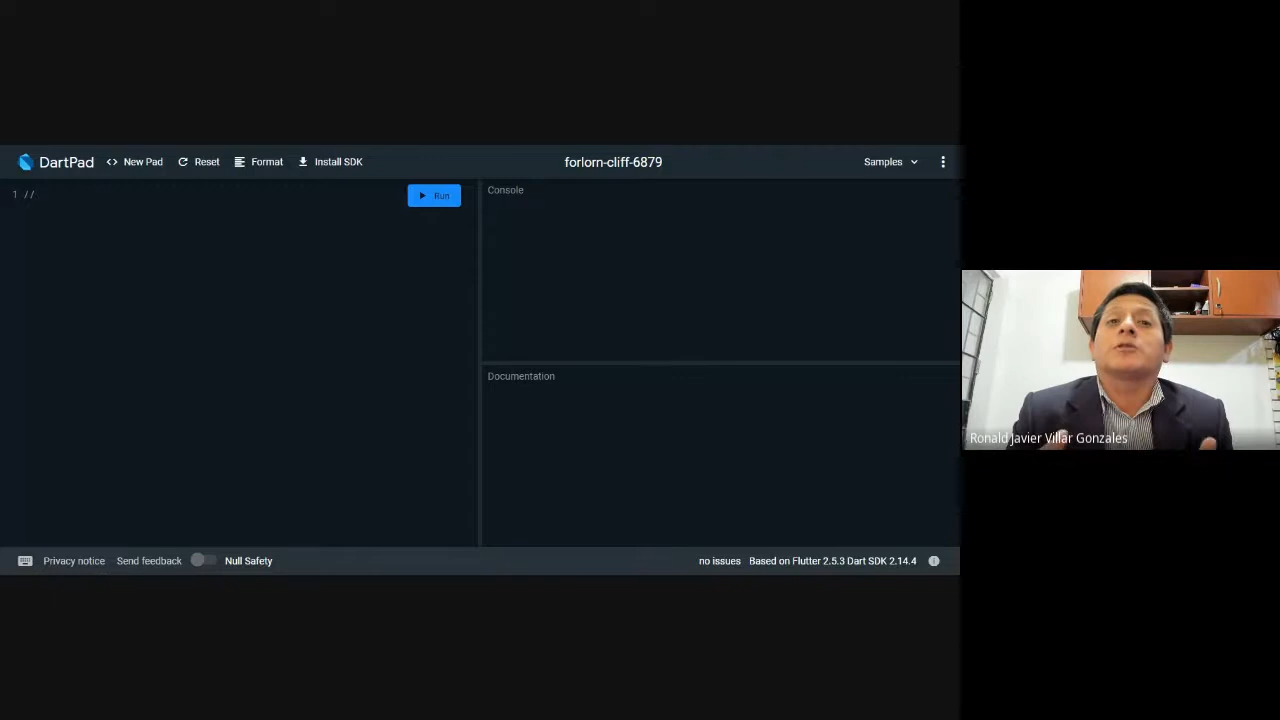 DartPad <> New Pad Reset Format Install SDK forlorn-cliff-6879 Samples
1 //
Run
Console
Documentation
Ronald Javier Villar Gonzales
Privacy notice Send feedback Null Safety no issues Based on Flutter 2.5.3 Dart SDK 2.14.4